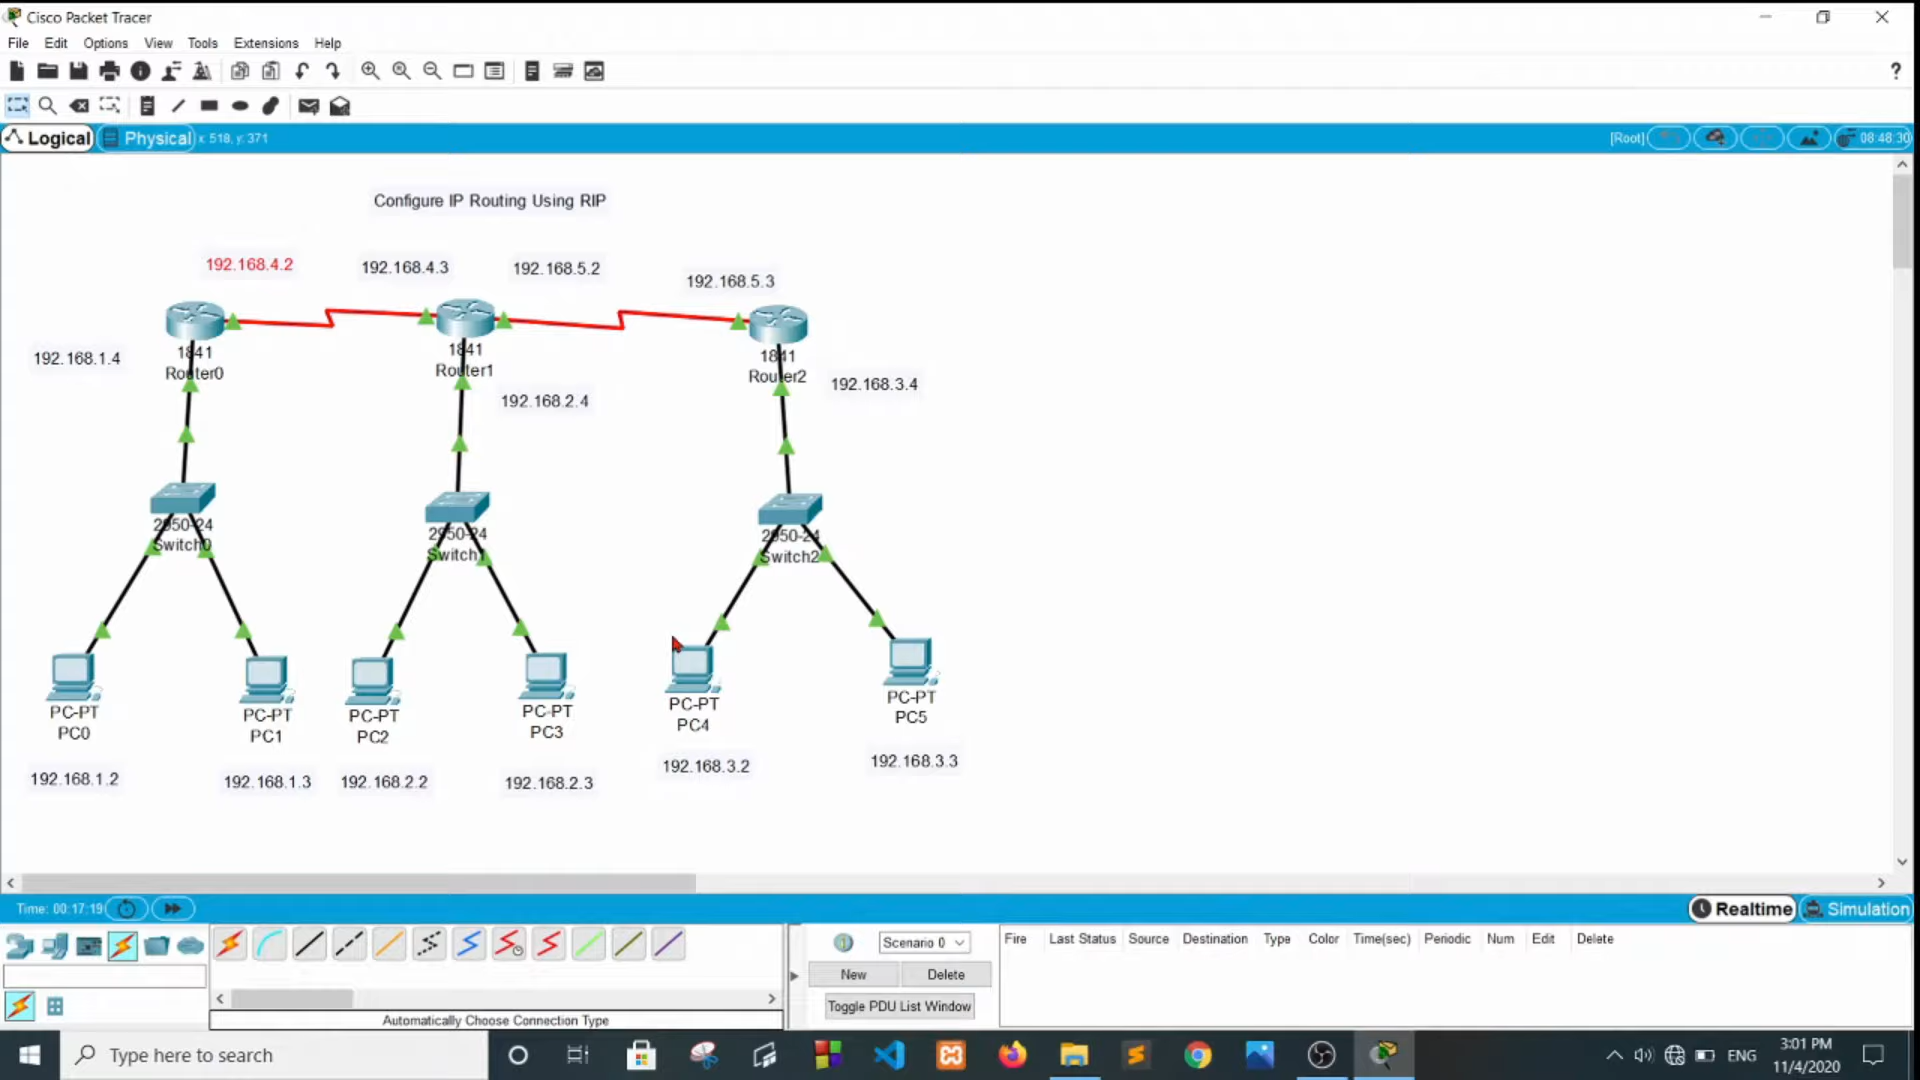 Cisco Packet Tracer
File Edit Options View Tools Extensions Help
?
Logical Physical x: 518, y: 371 [Root] 08:48:30
Configure IP Routing Using RIP
192.168.4.2 192.168.4.3 192.168.5.2 192.168.5.3
192.168.1.4
1841
Router0
1841
Router1
1841
Router2
192.168.2.4
192.168.3.4
2950-24
Switch0
2950-24
Switch1
2950-24
Switch2
PC-PT
PC0
PC-PT
PC1
PC-PT
PC2
PC-PT
PC3
PC-PT
PC4
PC-PT
PC5
192.168.1.2 192.168.1.3 192.168.2.2 192.168.2.3 192.168.3.2 192.168.3.3
Time: 00:17:19 Realtime Simulation
Scenario 0
New Delete
Toggle PDU List Window
Fire Last Status Source Destination Type Color Time(sec) Periodic Num Edit Delete
Automatically Choose Connection Type
Type here to search
ENG
3:01 PM
11/4/2020